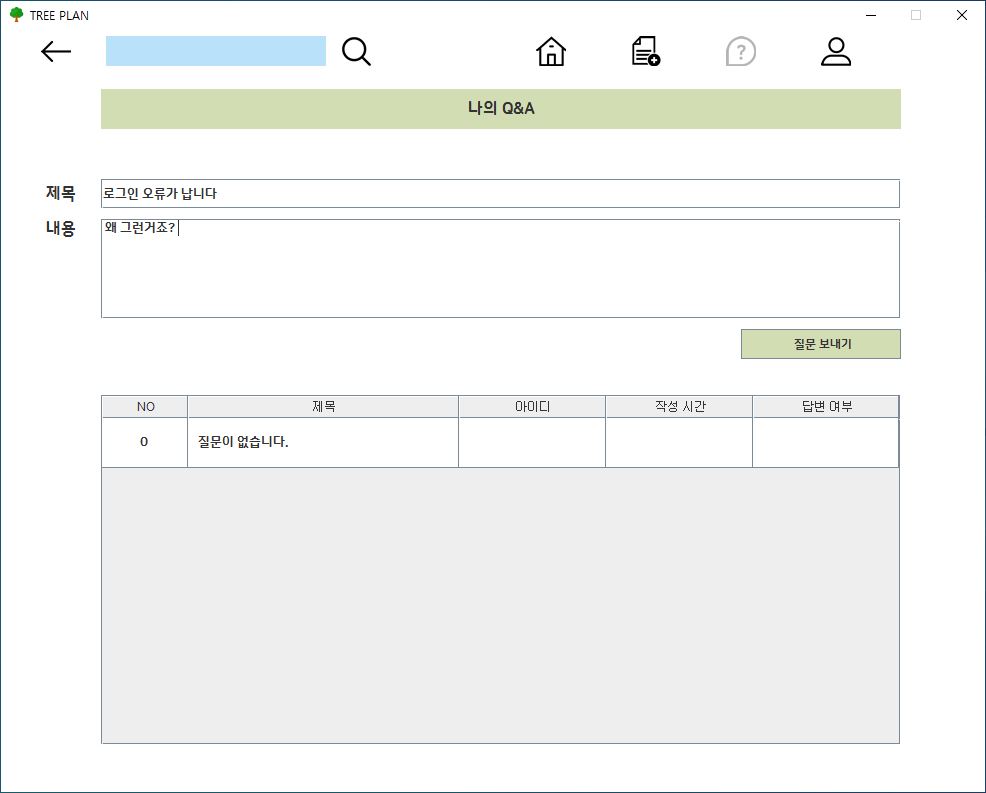 TREE PLAN
?
나의 Q&A
제목 로그인 오류가 납니다
내용 왜 그런거죠?
질문 보내기
NO 제목 아이디 작성 시간 답변 여부
0 질문이 없습니다.